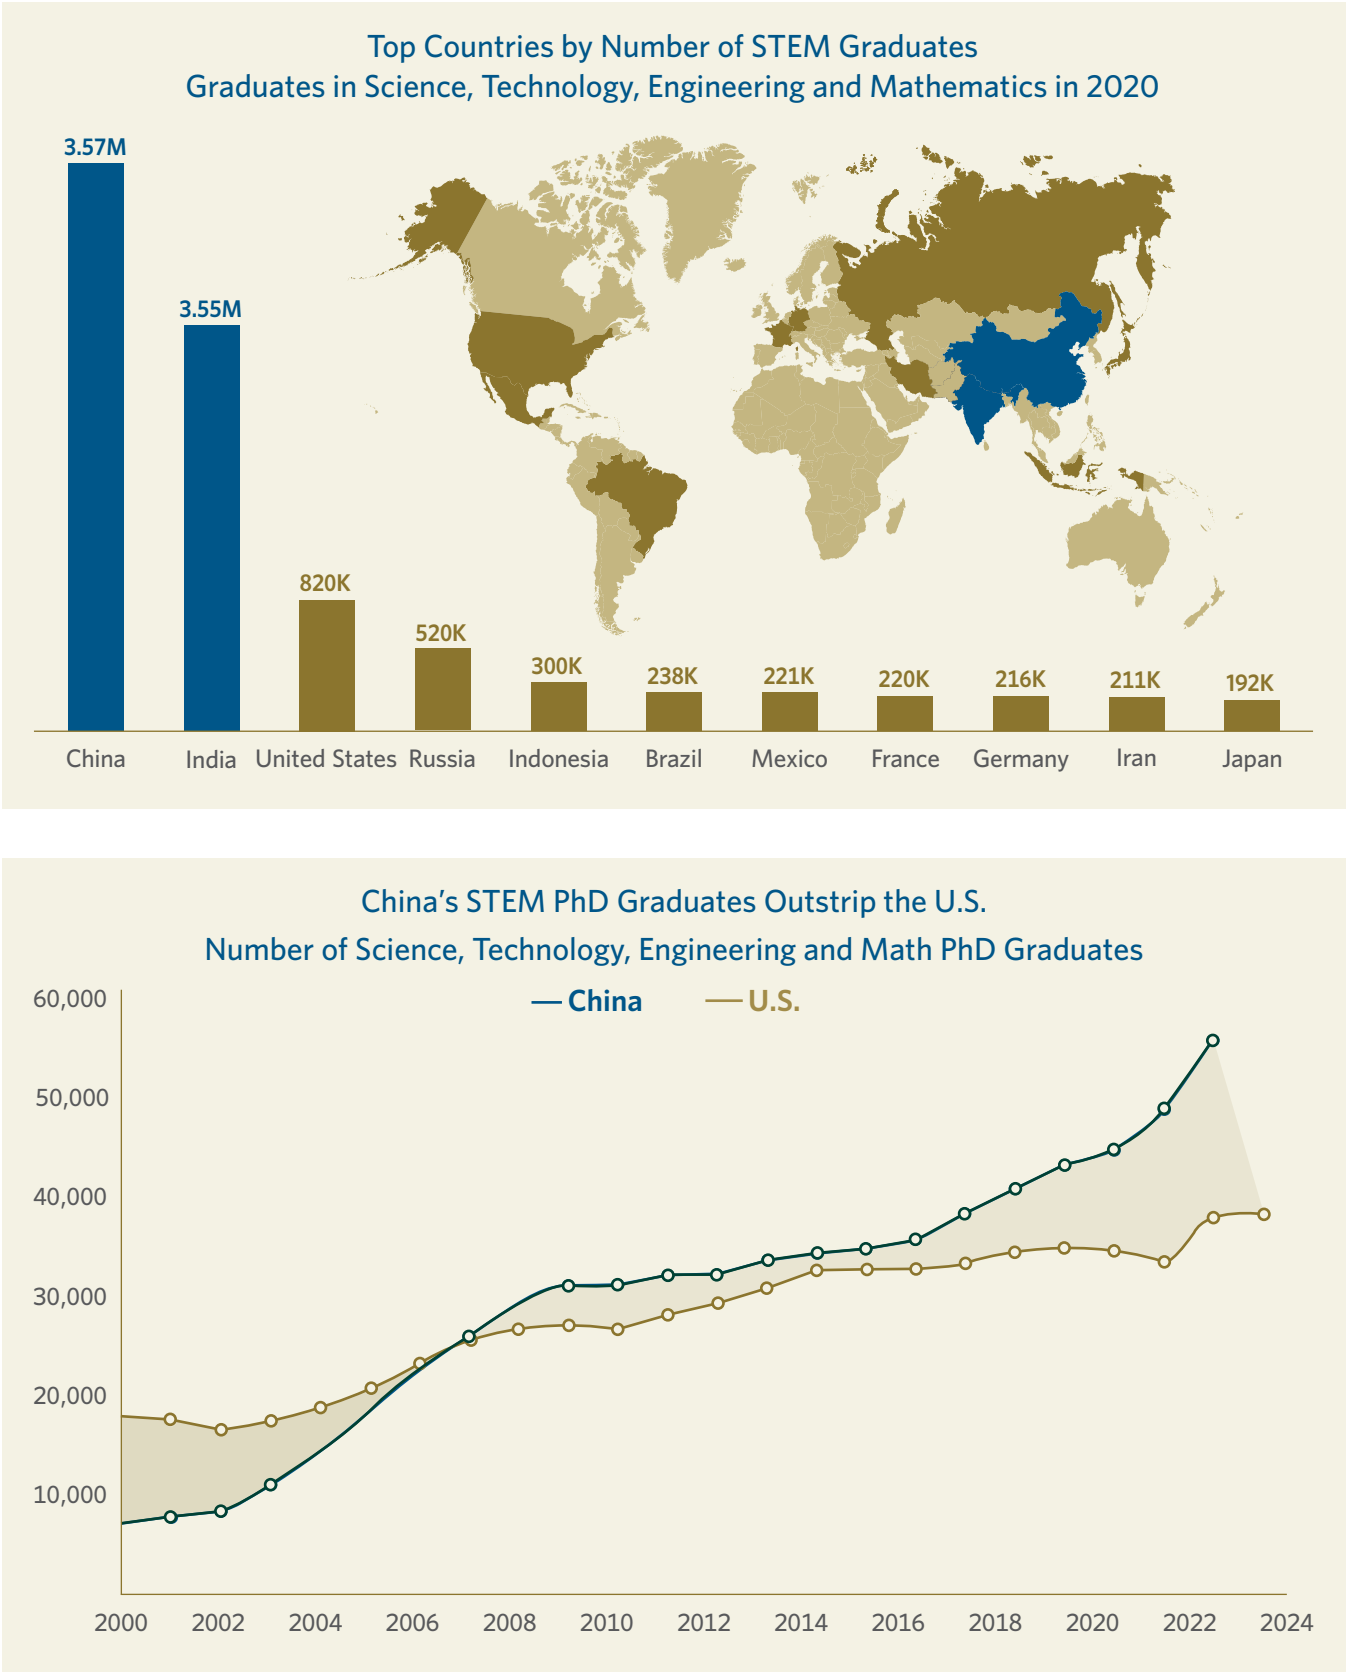 Top Countries by Number of STEM Graduates
Graduates in Science, Technology, Engineering and Mathematics in 2020
3.57M
3.55M
820K
520K
300K
238K
221K
220K
216K
211K
192K
China
India
United States
Russia
Indonesia
Brazil
Mexico
France
Germany
Iran
Japan
China’s STEM PhD Graduates Outstrip the U.S.
Number of Science, Technology, Engineering and Math PhD Graduates
China
U.S.
60,000
50,000
40,000
30,000
20,000
10,000
2000
2002
2004
2006
2008
2010
2012
2014
2016
2018
2020
2022
2024